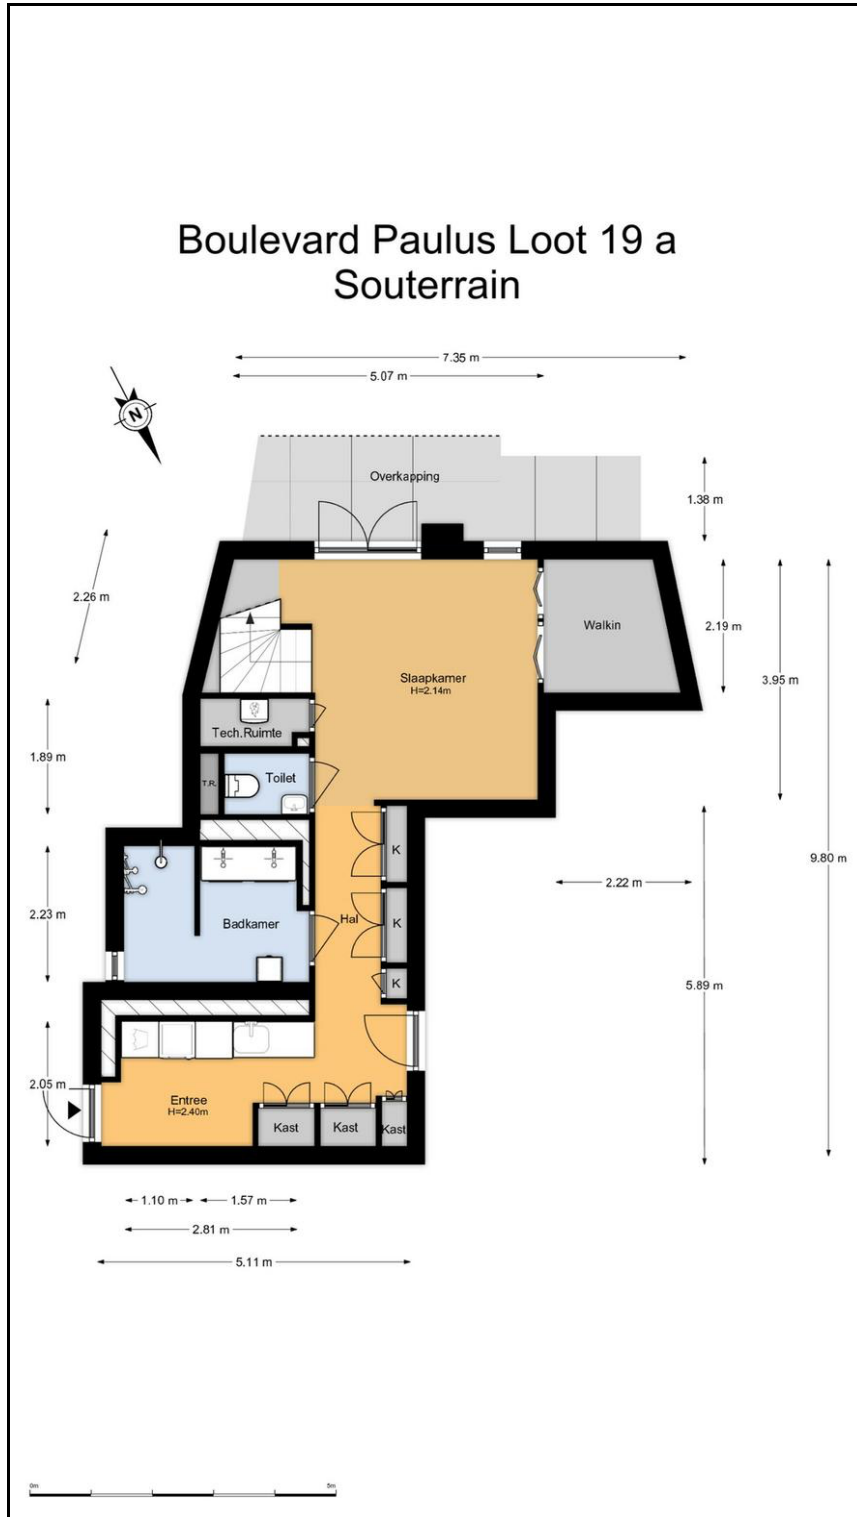 Boulevard Paulus Loot 19 a
Souterrain
7.35 m
5.07 m
N
Overkapping
1.38 m
2.26 m
2.19 m
Walkin
Slaapkamer
H=2.14m
3.95 m
Tech.Ruimte
1.89 m
T.R.
Toilet
K
9.80 m
2.22 m
2.23 m
Badkamer
Hal
K
K
5.89 m
2.05 m
Entree
H=2.40m
Kast
Kast
Kast
1.10 m
1.57 m
2.81 m
5.11 m
0m
5m